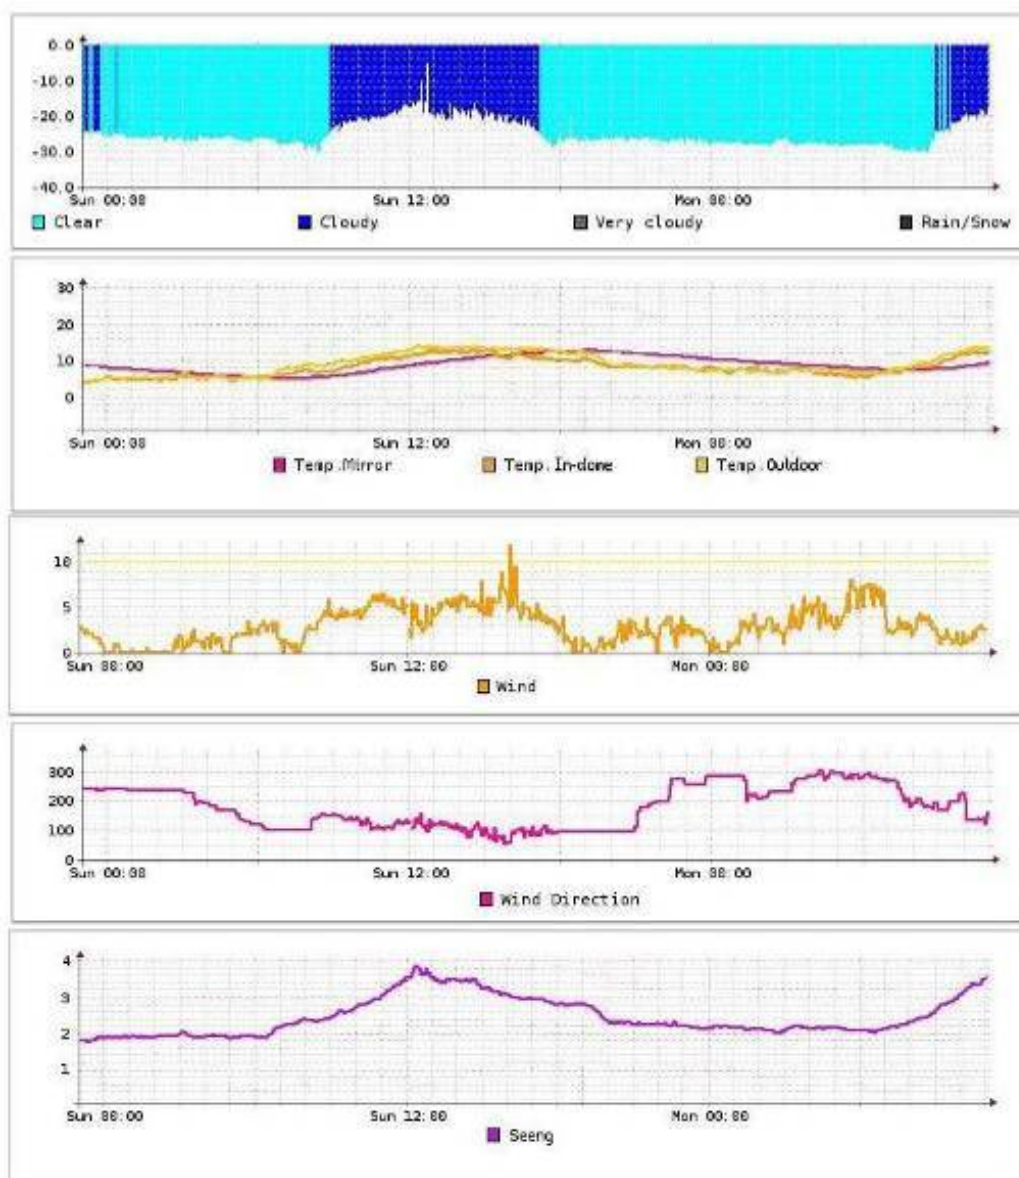 0.0
-10.0
-20.0
-30.0
-40.0
Sun 00:00 Sun 12:00 Mon 00:00
Clear Cloudy Very cloudy Rain/Snow
30
20
10
0
Sun 00:00 Sun 12:00 Mon 00:00
Temp.Mirror Temp.In-dome Temp.Outdoor
10
5
0
Sun 00:00 Sun 12:00 Mon 00:00
Wind
300
200
100
0
Sun 00:00 Sun 12:00 Mon 00:00
Wind Direction
4
3
2
1
Sun 00:00 Sun 12:00 Mon 00:00
Seeng